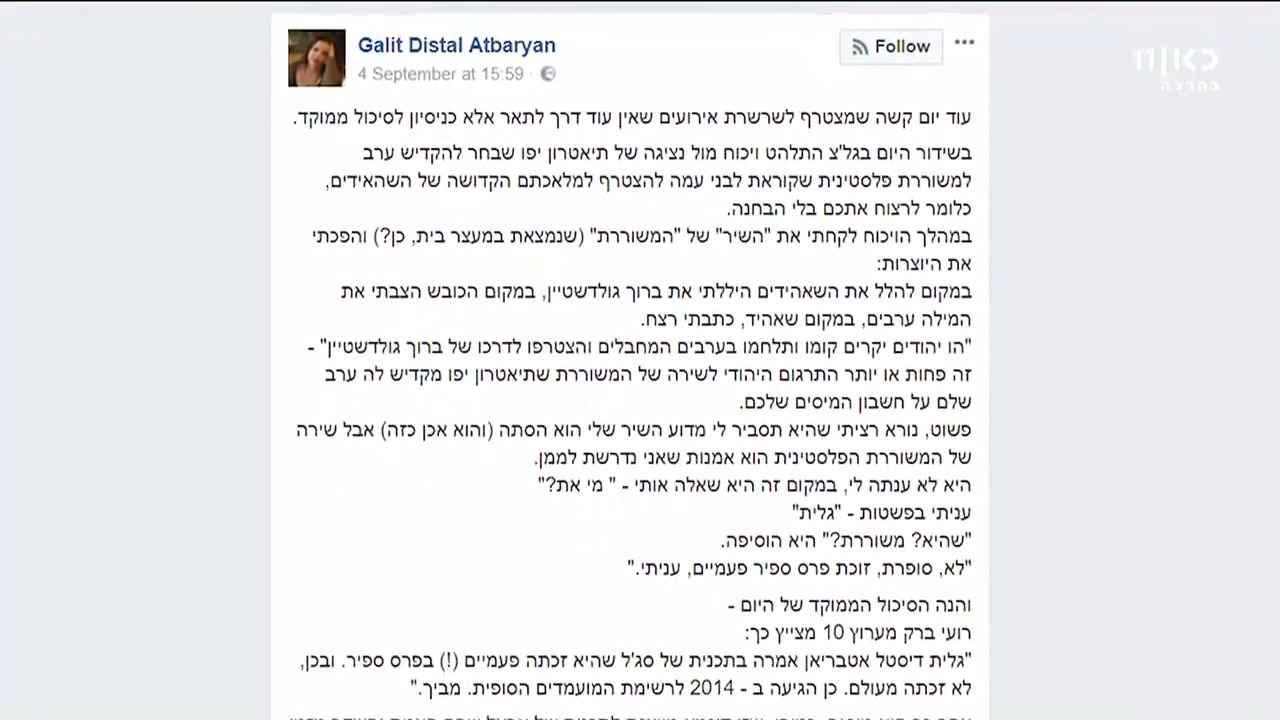 Galit Distal Atbaryan
4 September at 15:59 ·
Follow
כאן 11
בהרצה
עוד יום קשה שמצטרף לשרשרת אירועים שאין עוד דרך לתאר אלא כניסיון לסיכול ממוקד.
בשידור היום בגל'צ התלהט ויכוח מול נציגה של תיאטרון יפו שבחר להקדיש ערב
למשוררת פלסטינית שקוראת לבני עמה להצטרף למלאכתם הקדושה של השהאידים,
כלומר לרצוח אתכם בלי הבחנה.
במהלך הויכוח לקחתי את "השיר" של "המשוררת" (שנמצאת במעצר בית, כן?) והפכתי
את היוצרות:
במקום להלל את השאהידים היללתי את ברוך גולדשטיין, במקום הכובש הצבתי את
המילה ערבים, במקום שאהיד, כתבתי רצח.
"הו יהודים יקרים קומו ותלחמו בערבים המחבלים והצטרפו לדרכו של ברוך גולדשטיין" -
זה פחות או יותר התרגום היהודי לשירה של המשוררת שתיאטרון יפו מקדיש לה ערב
שלם על חשבון המיסים שלכם.
פשוט, נורא רציתי שהיא תסביר לי מדוע השיר שלי הוא הסתה (והוא אכן כזה) אבל שירה
של המשוררת הפלסטינית הוא אמנות שאני נדרשת לממן.
היא לא ענתה לי, במקום זה היא שאלה אותי - " מי את?"
עניתי בפשטות - "גלית"
"שהיא? משוררת?" היא הוסיפה.
"לא, סופרת, זוכת פרס ספיר פעמיים, עניתי."
והנה הסיכול הממוקד של היום -
רועי ברק מערוץ 10 מצייץ כך:
"גלית דיסטל אטבריאן אמרה בתכנית של סג'ל שהיא זכתה פעמיים (!) בפרס ספיר. ובכן,
לא זכתה מעולם. כן הגיעה ב - 2014 לרשימת המועמדים הסופית. מביך."